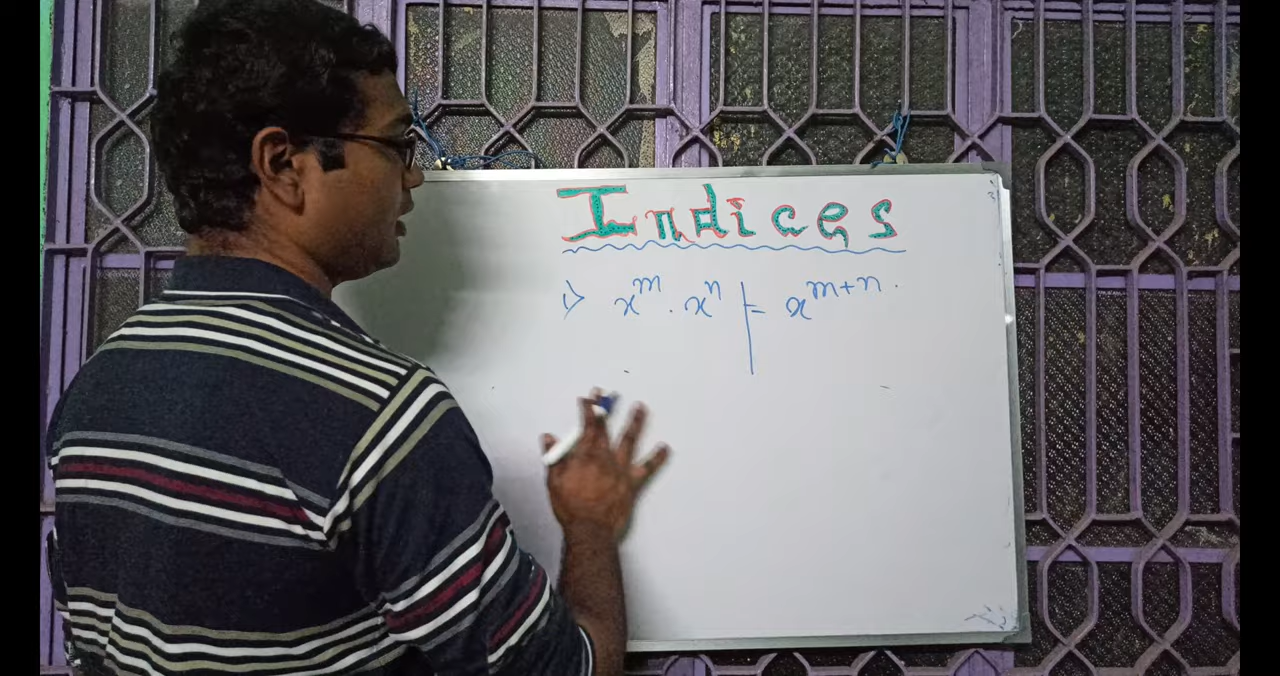 Indices
1) x^m . x^n = x^{m+n} .